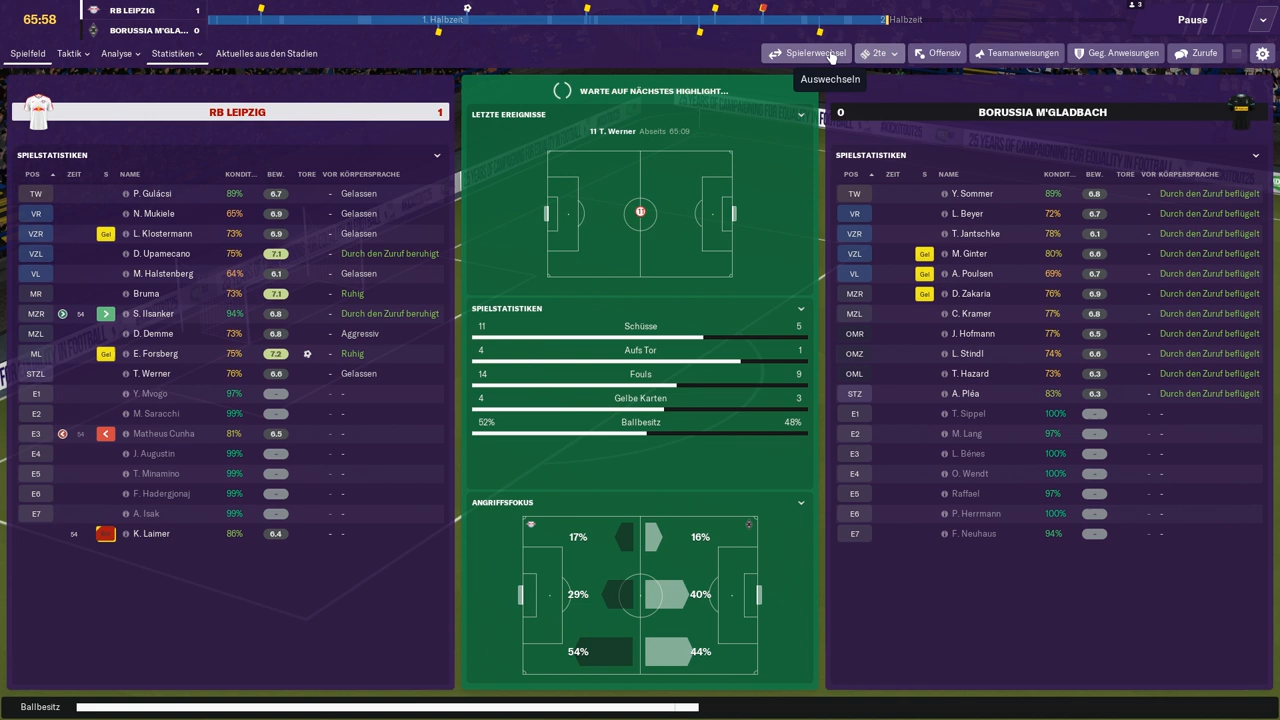 65:58
RB LEIPZIG 1
BORUSSIA M'GLA... 0
1. Halbzeit
2. Halbzeit
3
Pause
Spielfeld
Taktik
Analyse
Statistiken
Aktuelles aus den Stadien
Spielerwechsel
2te
Offensiv
Teamanweisungen
Geg. Anweisungen
Zurufe
Auswechseln
RB LEIPZIG 1
SPIELSTATISTIKEN
POS ZEIT S NAME KONDIT... BEW. TORE VOR KÖRPERSPRACHE
TW P. Gulácsi 89% 6.7 - Gelassen
VR N. Mukiele 65% 6.9 - Gelassen
VZR Gel L. Klostermann 73% 6.9 - Gelassen
VZL D. Upamecano 75% 7.1 - Durch den Zuruf beruhigt
VL M. Halstenberg 64% 6.1 - Gelassen
MR Bruma 73% 7.1 - Ruhig
MZR 54 S. Ilsanker 94% 6.8 - Durch den Zuruf beruhigt
MZL D. Demme 73% 6.8 - Aggressiv
ML Gel E. Forsberg 75% 7.2 - Ruhig
STZL T. Werner 76% 6.6 - Gelassen
E1 Y. Mvogo 97% - - -
E2 M. Saracchi 99% - - -
E3 54 Matheus Cunha 81% 6.5 - -
E4 J. Augustin 99% - - -
E5 T. Minamino 99% - - -
E6 F. Hadergjonaj 99% - - -
E7 A. Isak 99% - - -
54 K. Laimer 86% 6.4 - -
WARTE AUF NÄCHSTES HIGHLIGHT...
LETZTE EREIGNISSE
11 T. Werner Abseits 65:09
11
SPIELSTATISTIKEN
11 Schüsse 5
4 Aufs Tor 1
14 Fouls 9
4 Gelbe Karten 3
52% Ballbesitz 48%
ANGRIFFSFOKUS
17% 16%
29% 40%
54% 44%
0 BORUSSIA M'GLADBACH
SPIELSTATISTIKEN
POS ZEIT S NAME KONDIT... BEW. TORE VOR KÖRPERSPRACHE
TW Y. Sommer 89% 6.8 - Durch den Zuruf beflügelt
VR L. Beyer 72% 6.7 - Durch den Zuruf beflügelt
VZR T. Jantschke 78% 6.1 - Durch den Zuruf beflügelt
VZL Gel M. Ginter 80% 6.6 - Durch den Zuruf beflügelt
VL Gel A. Poulsen 69% 6.7 - Durch den Zuruf beflügelt
MZR Gel D. Zakaria 76% 6.9 - Durch den Zuruf beflügelt
MZL C. Kramer 77% 6.8 - Durch den Zuruf beflügelt
OMR J. Hofmann 77% 6.5 - Durch den Zuruf beflügelt
OMZ L. Stindl 74% 6.6 - Durch den Zuruf beflügelt
OML T. Hazard 73% 6.3 - Durch den Zuruf beflügelt
STZ A. Pléa 83% 6.3 - Durch den Zuruf beflügelt
E1 T. Sippel 100% - - -
E2 M. Lang 97% - - -
E3 L. Bénes 100% - - -
E4 O. Wendt 100% - - -
E5 Raffael 97% - - -
E6 P. Herrmann 100% - - -
E7 F. Neuhaus 94% - - -
Ballbesitz